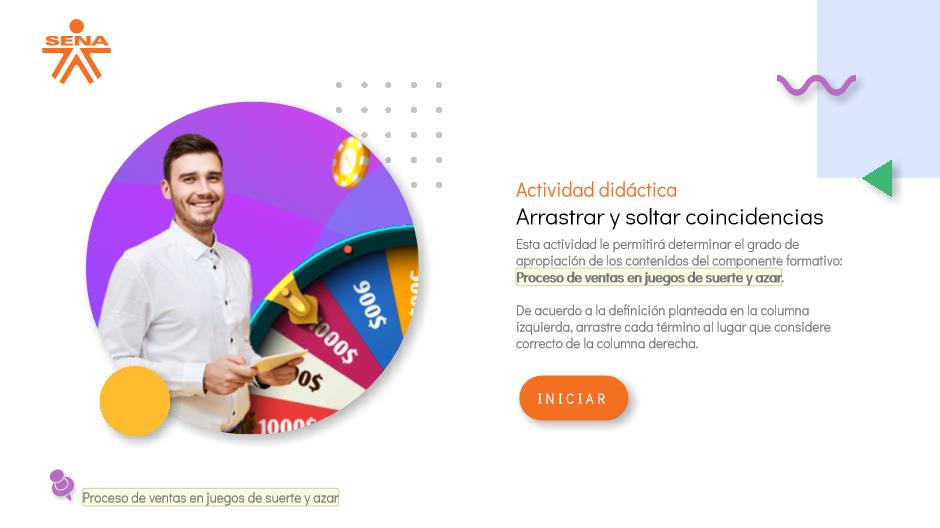 SENA
900$
1000$
1000$
Actividad didáctica
Arrastrar y soltar coincidencias
Esta actividad le permitirá determinar el grado de
apropiación de los contenidos del componente formativo:
Proceso de ventas en juegos de suerte y azar.
De acuerdo a la definición planteada en la columna
izquierda, arrastre cada término al lugar que considere
correcto de la columna derecha.
INICIAR
Proceso de ventas en juegos de suerte y azar